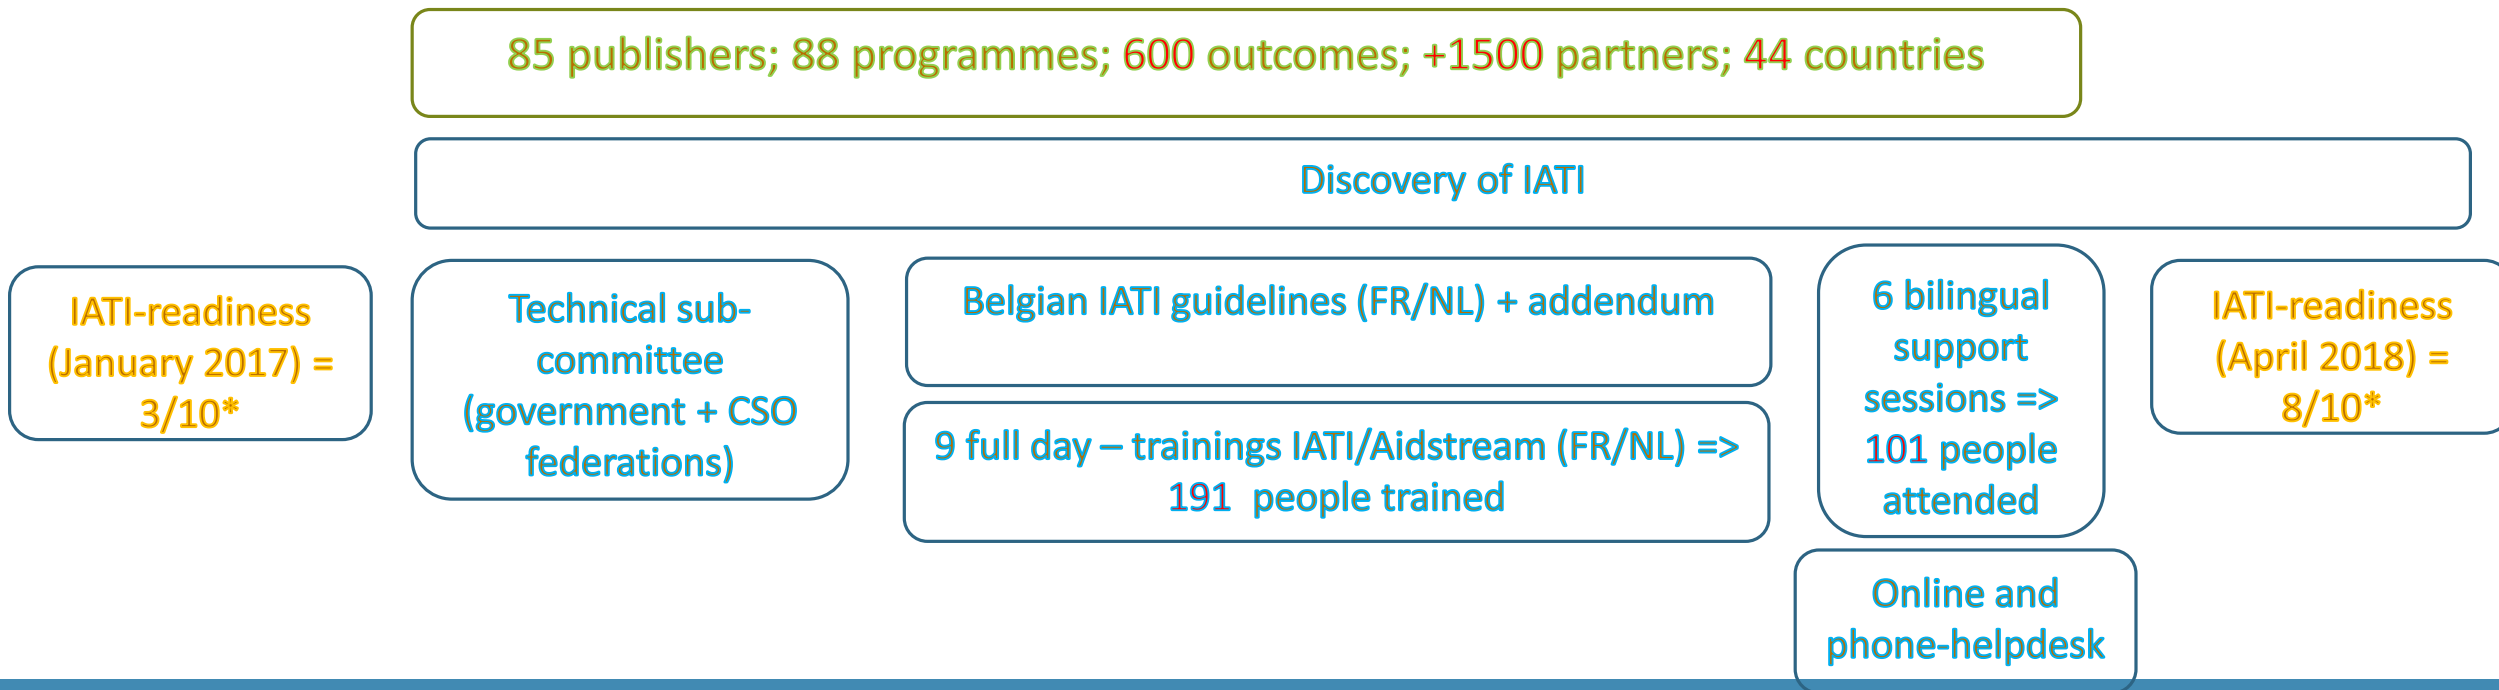 85 publishers; 88 programmes; 600 outcomes; +1500 partners; 44 countries
Discovery of IATI
IATI-readiness
(January 2017) =
3/10*
Technical sub-
committee
(government + CSO
federations)
Belgian IATI guidelines (FR/NL) + addendum
9 full day – trainings IATI/Aidstream (FR/NL) =>
191 people trained
6 bilingual
support
sessions =>
101 people
attended
Online and
phone-helpdesk
IATI-readiness
(April 2018) =
8/10*